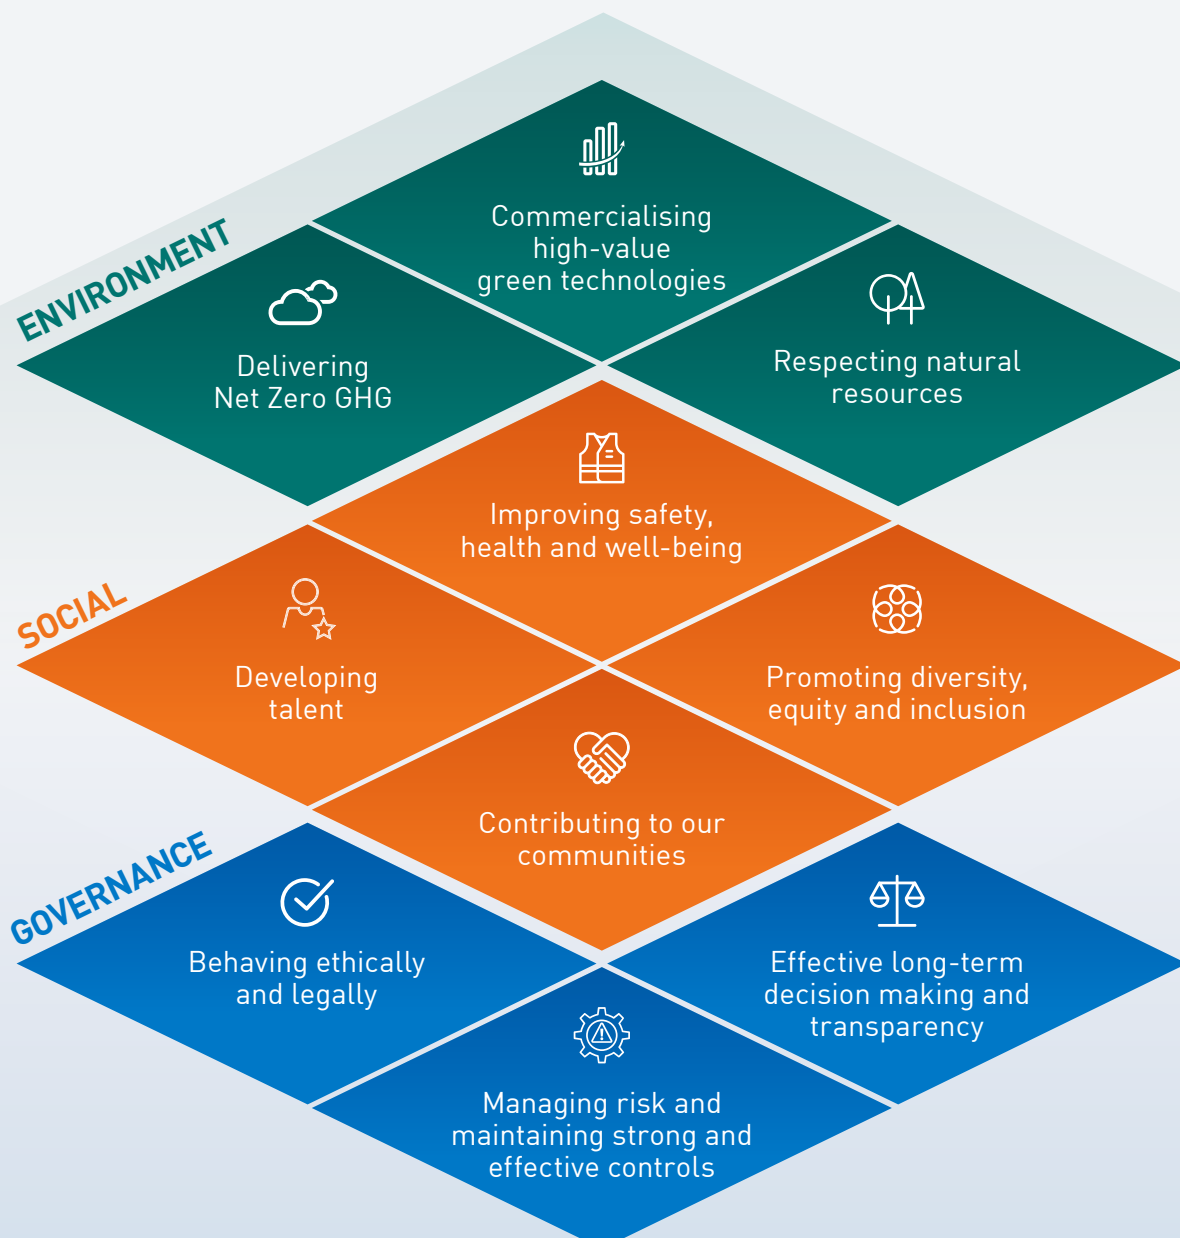 ENVIRONMENT
Commercialising
high-value
green technologies
Delivering
Net Zero GHG
Respecting natural
resources
SOCIAL
Improving safety,
health and well-being
Developing
talent
Promoting diversity,
equity and inclusion
Contributing to our
communities
GOVERNANCE
Behaving ethically
and legally
Effective long-term
decision making and
transparency
Managing risk and
maintaining strong and
effective controls